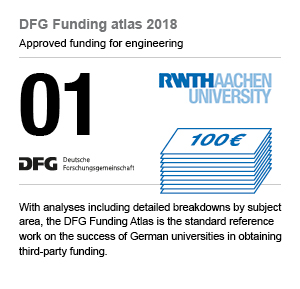 DFG Funding atlas 2018
Approved funding for engineering
01
RWTHAACHEN
UNIVERSITY
100€
DFG Deutsche
Forschungsgemeinschaft
With analyses including detailed breakdowns by subject
area, the DFG Funding Atlas is the standard reference
work on the success of German universities in obtaining
third-party funding.